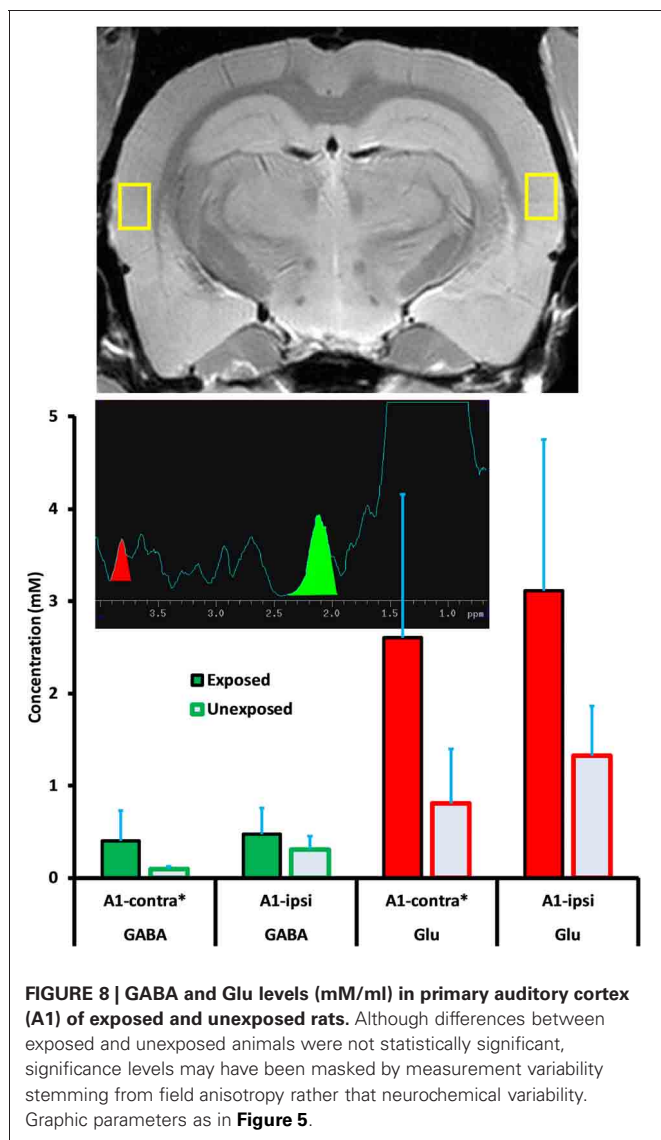 5
4
3
2
1
0
Concentration (mM)
3.5 3.0 2.5 2.0 1.5 1.0 ppm
Exposed
Unexposed
A1-contra* A1-ipsi A1-contra* A1-ipsi
GABA GABA Glu Glu
FIGURE 8 | GABA and Glu levels (mM/ml) in primary auditory cortex
(A1) of exposed and unexposed rats. Although differences between
exposed and unexposed animals were not statistically significant,
significance levels may have been masked by measurement variability
stemming from field anisotropy rather that neurochemical variability.
Graphic parameters as in Figure 5.